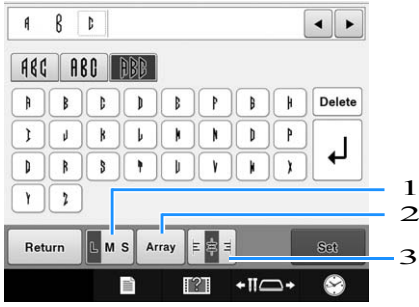 A B C
ABC ABC ABC
A B C D E F G H Delete
I J K L M N O P
Q R S T U V W X
Y Z
1
2
Return L M S Array Set
3
?